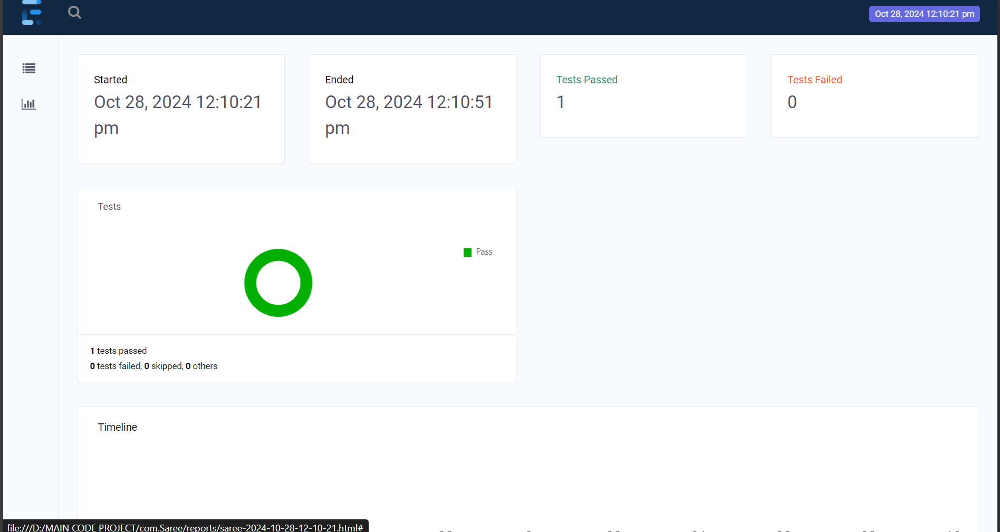 Oct 28, 2024 12:10:21 pm
Started
Oct 28, 2024 12:10:21
pm
Ended
Oct 28, 2024 12:10:51
pm
Tests Passed
1
Tests Failed
0
Tests
Pass
1 tests passed
0 tests failed, 0 skipped, 0 others
Timeline
file:///D:/MAIN CODE PROJECT/com.Saree/reports/saree-2024-10-28-12-10-21.html#